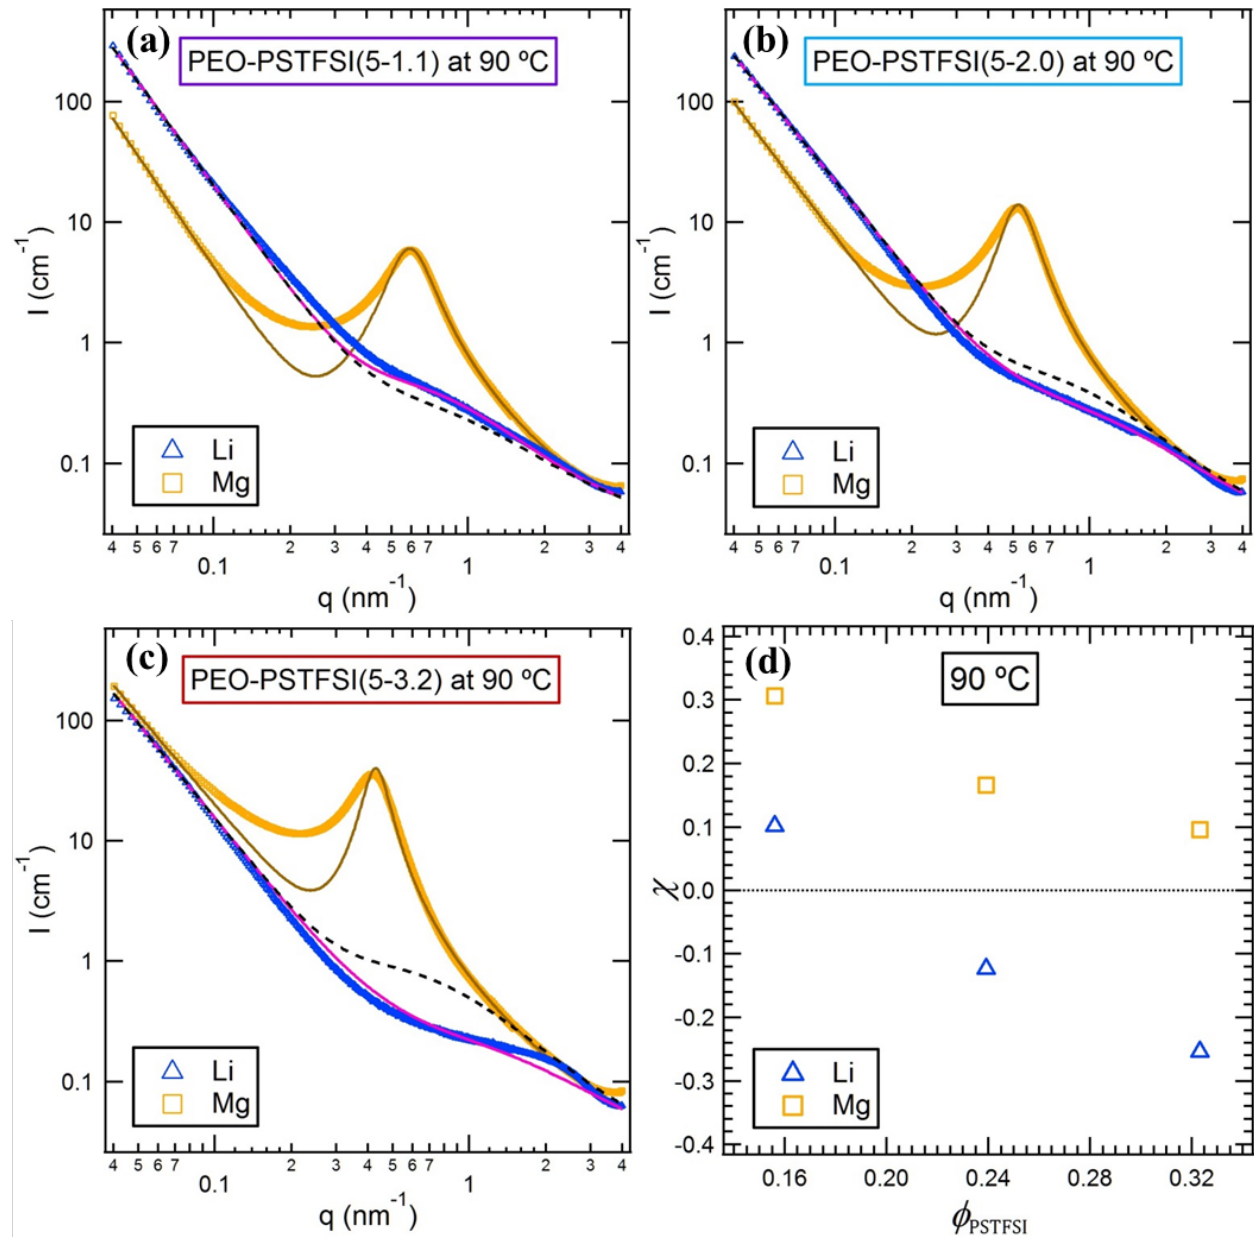 (a)
PEO-PSTFSI(5-1.1) at 90 ºC
100
10
1
0.1
I (cm⁻¹)
Li
Mg
4 5 6 7 2 3 4 5 6 7 2 3 4
0.1 1
q (nm⁻¹)
(b)
PEO-PSTFSI(5-2.0) at 90 ºC
100
10
1
0.1
I (cm⁻¹)
Li
Mg
4 5 6 7 2 3 4 5 6 7 2 3 4
0.1 1
q (nm⁻¹)
(c)
PEO-PSTFSI(5-3.2) at 90 ºC
100
10
1
0.1
I (cm⁻¹)
Li
Mg
4 5 6 7 2 3 4 5 6 7 2 3 4
0.1 1
q (nm⁻¹)
(d)
90 ºC
0.4
0.3
0.2
0.1
0.0
-0.1
-0.2
-0.3
-0.4
χ
Li
Mg
0.16 0.20 0.24 0.28 0.32
ϕPSTFSI